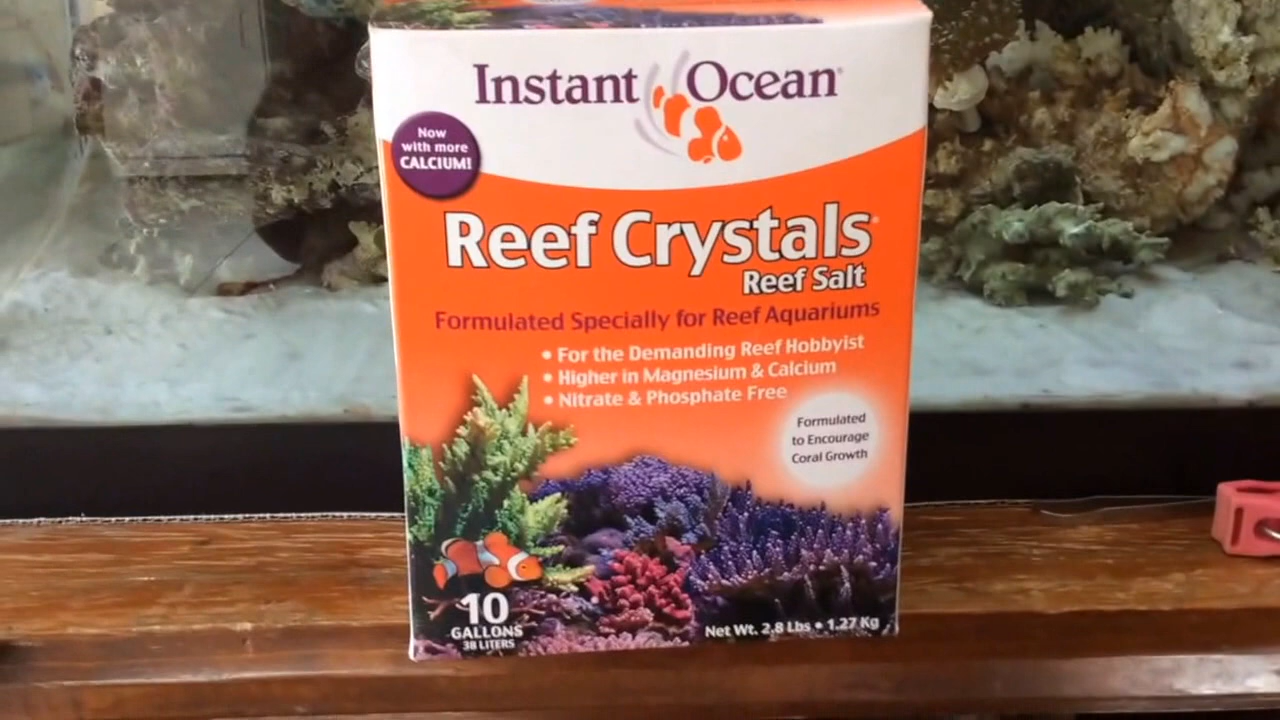 Instant Ocean®
Now
with more
CALCIUM!
Reef Crystals®
Reef Salt
Formulated Specially for Reef Aquariums
• For the Demanding Reef Hobbyist
• Higher in Magnesium & Calcium
• Nitrate & Phosphate Free
Formulated
to Encourage
Coral Growth
10
GALLONS
38 LITERS
Net Wt. 2.8 Lbs • 1.27 Kg